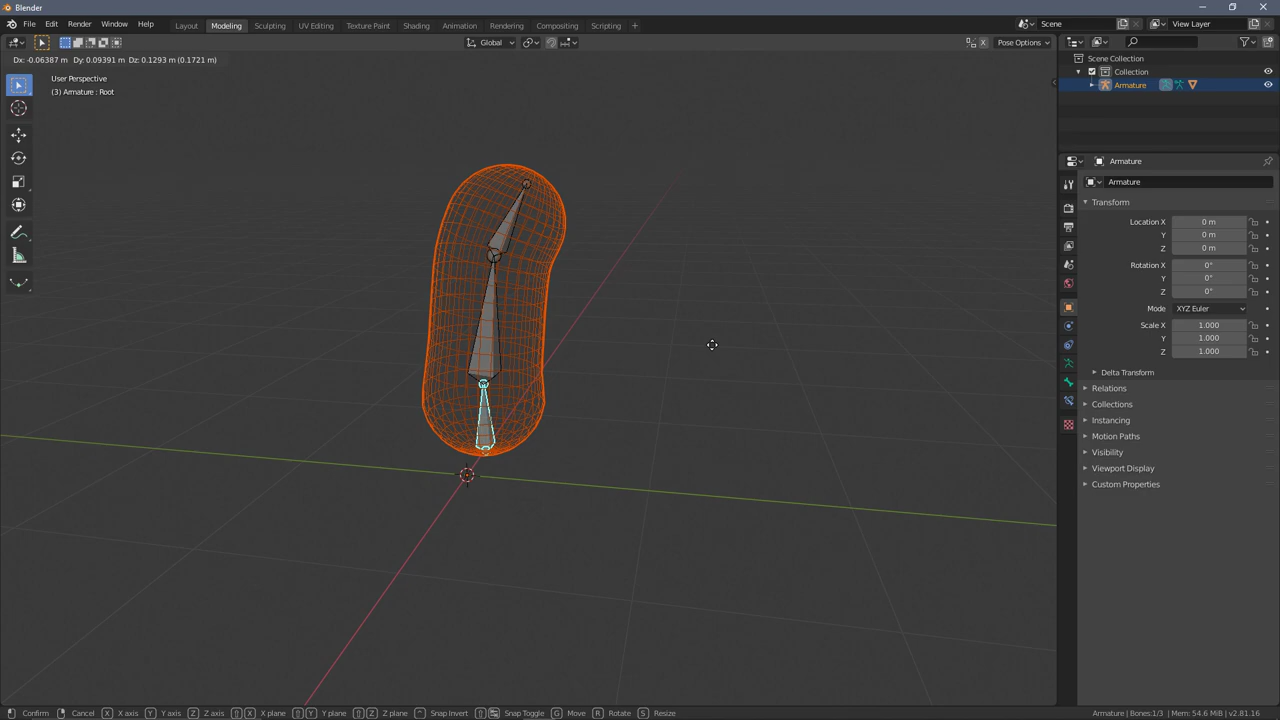 Blender
File Edit Render Window Help Layout Modeling Sculpting UV Editing Texture Paint Shading Animation Rendering Compositing Scripting + Scene View Layer
Global Pose Options
Dx: -0.06387 m Dy: 0.09391 m Dz: 0.1293 m (0.1721 m)
User Perspective
(3) Armature : Root
Scene Collection
Collection
Armature
Armature
Armature
Transform
Location X 0 m
Y 0 m
Z 0 m
Rotation X 0°
Y 0°
Z 0°
Mode XYZ Euler
Scale X 1.000
Y 1.000
Z 1.000
Delta Transform
Relations
Collections
Instancing
Motion Paths
Visibility
Viewport Display
Custom Properties
Confirm Cancel X X axis Y Y axis Z Z axis X X plane Y Y plane Z Z plane Snap Invert Snap Toggle G Move R Rotate S Resize Armature | Bones:1/3 | Mem: 54.6 MiB | v2.81.16